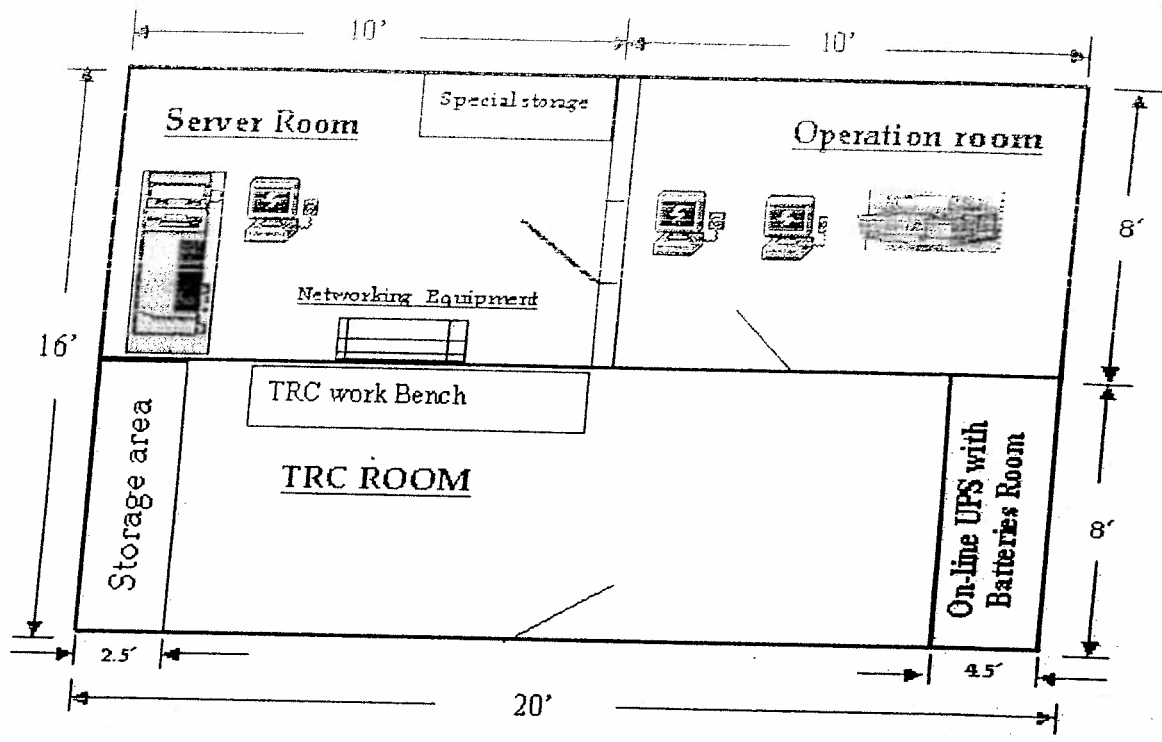 10' 10'
Special storage
Server Room
Operation room
8'
Networking Equipment
16'
TRC work Bench
TRC ROOM
Storage area
On-line UPS with
Batteries Room
8'
2.5'
4.5'
20'